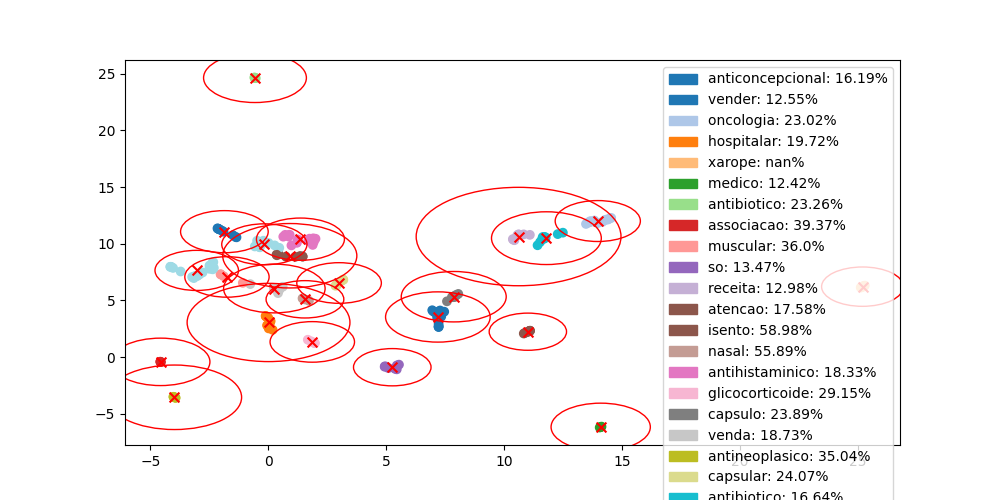 25
20
15
10
5
0
−5
−5
0
5
10
15
20
25
anticoncepcional: 16.19%
vender: 12.55%
oncologia: 23.02%
hospitalar: 19.72%
xarope: nan%
medico: 12.42%
antibiotico: 23.26%
associacao: 39.37%
muscular: 36.0%
so: 13.47%
receita: 12.98%
atencao: 17.58%
isento: 58.98%
nasal: 55.89%
antihistaminico: 18.33%
glicocorticoide: 29.15%
capsulo: 23.89%
venda: 18.73%
antineoplasico: 35.04%
capsular: 24.07%
antibiotico: 16.64%